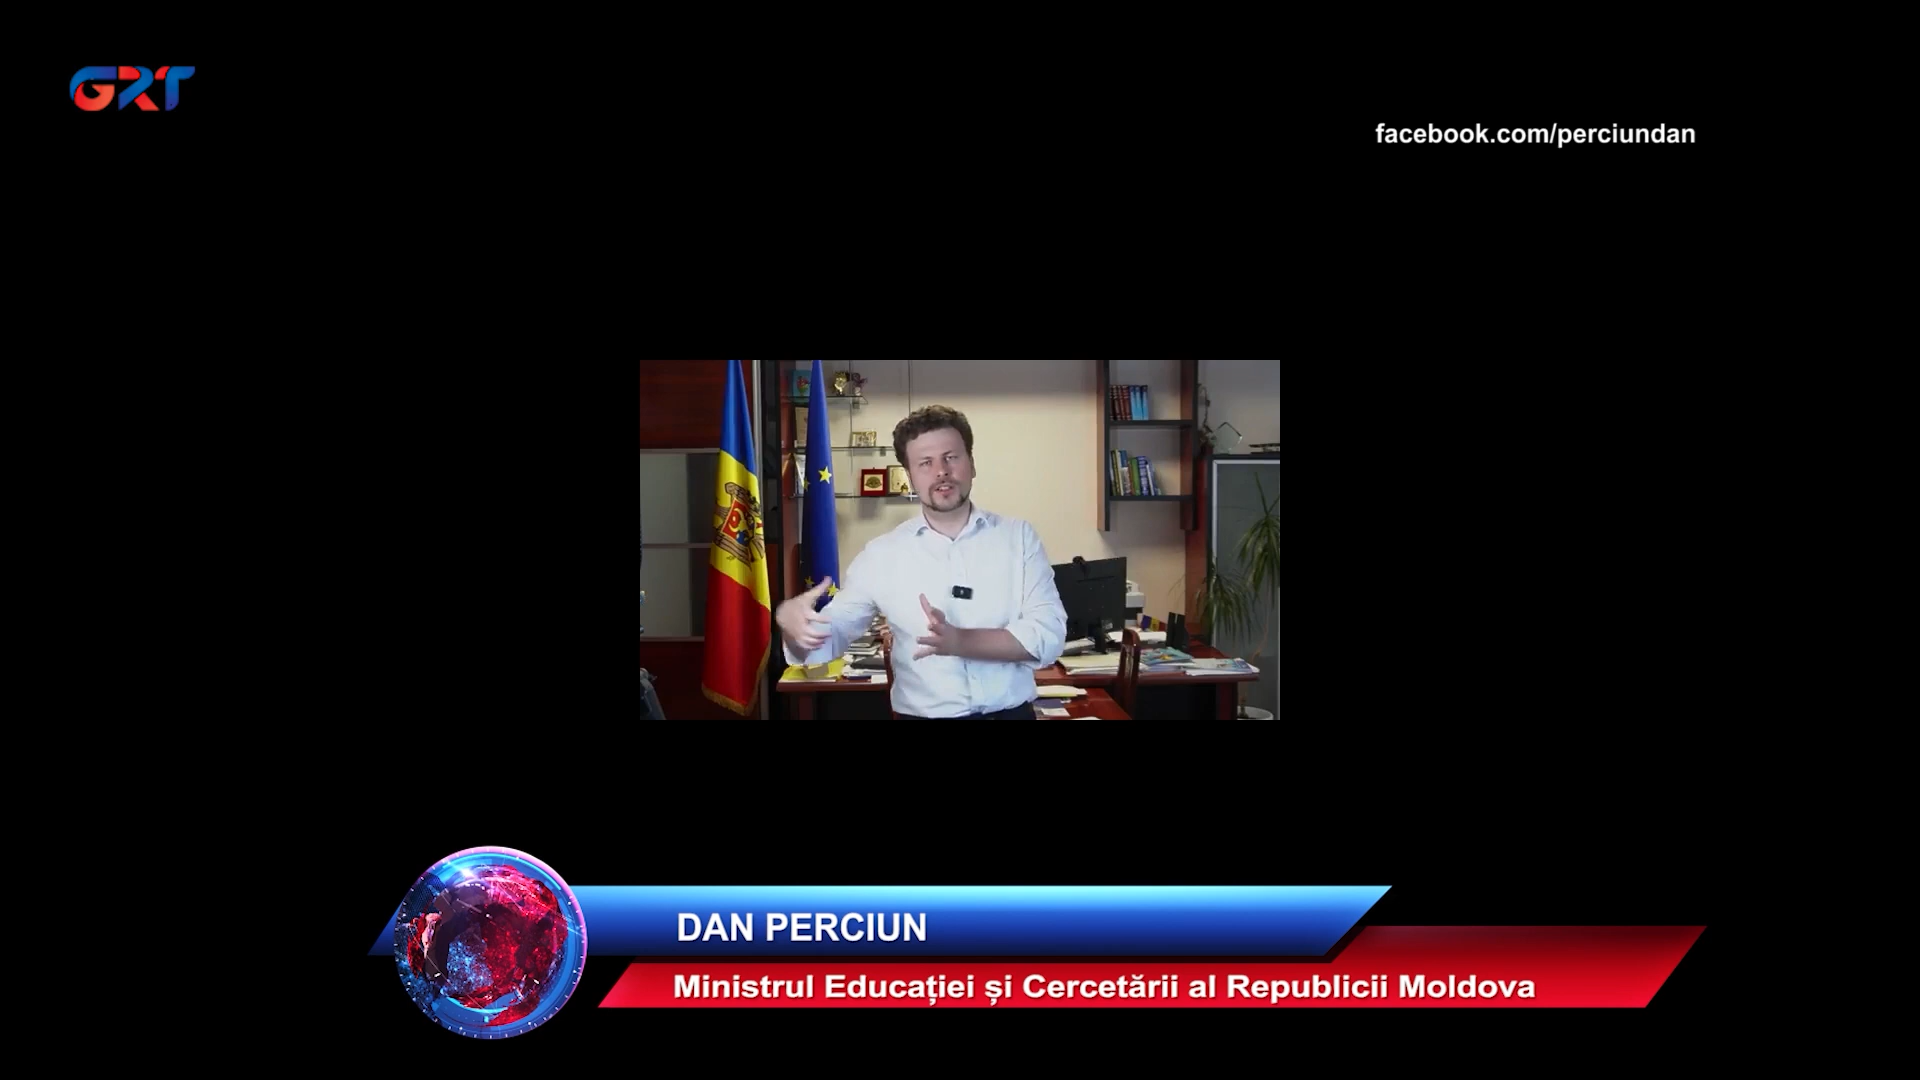 GRT
facebook.com/perciundan
DAN PERCIUN
Ministrul Educației și Cercetării al Republicii Moldova